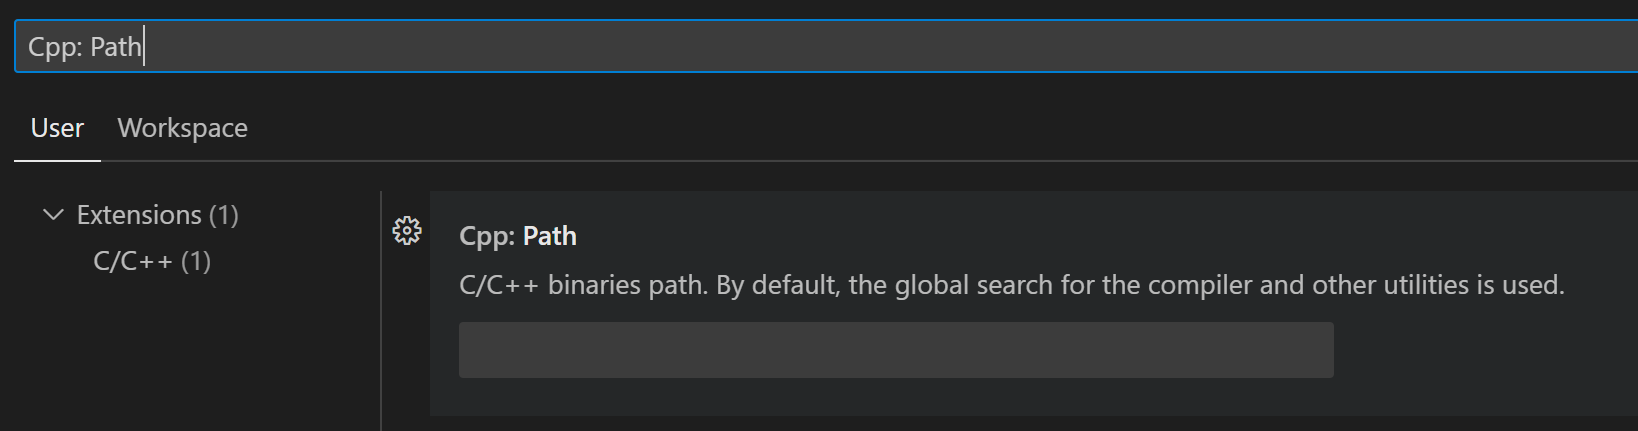 Cpp: Path
User Workspace
Extensions (1)
C/C++ (1)
Cpp: Path
C/C++ binaries path. By default, the global search for the compiler and other utilities is used.